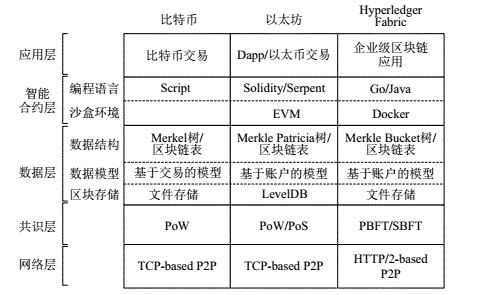 比特币 以太坊 Hyperledger
Fabric
应用层 比特币交易 Dapp/以太币交易 企业级区块链
应用
智能
合约层
编程语言 Script Solidity/Serpent Go/Java
沙盒环境 EVM Docker
数据层
数据结构 Merkel树/
区块链表 Merkle Patricia树/
区块链表 Merkle Bucket树/
区块链表
数据模型 基于交易的模型 基于账户的模型 基于账户的模型
区块存储 文件存储 LevelDB 文件存储
共识层 PoW PoW/PoS PBFT/SBFT
网络层 TCP-based P2P TCP-based P2P HTTP/2-based
P2P